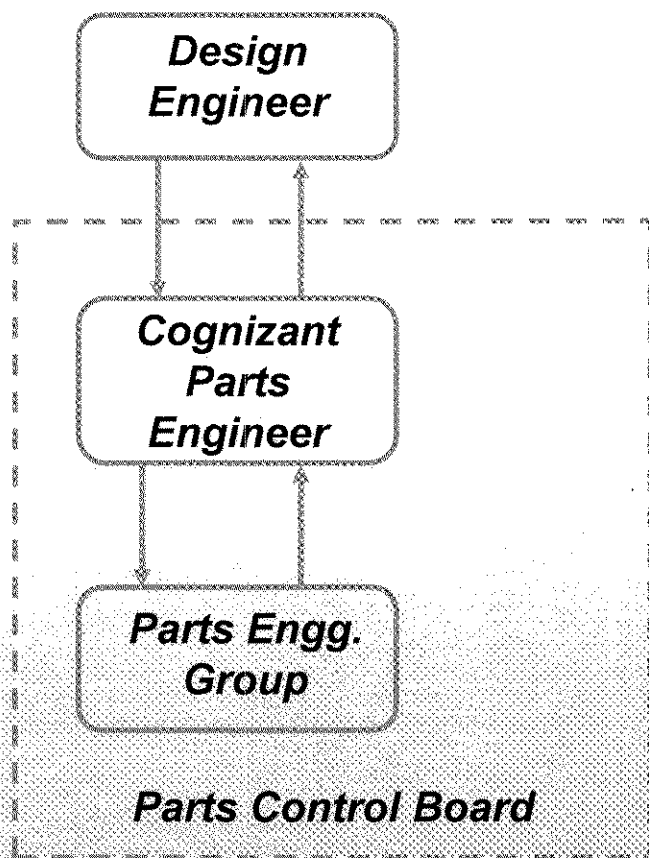 Design
Engineer
Cognizant
Parts
Engineer
Parts Engg.
Group
Parts Control Board